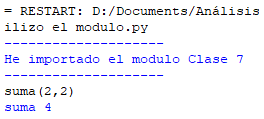 = RESTART: D:/Documents/Análisis
ilizo el modulo.py
--------------------
He importado el modulo Clase 7
--------------------
suma(2,2)
suma 4